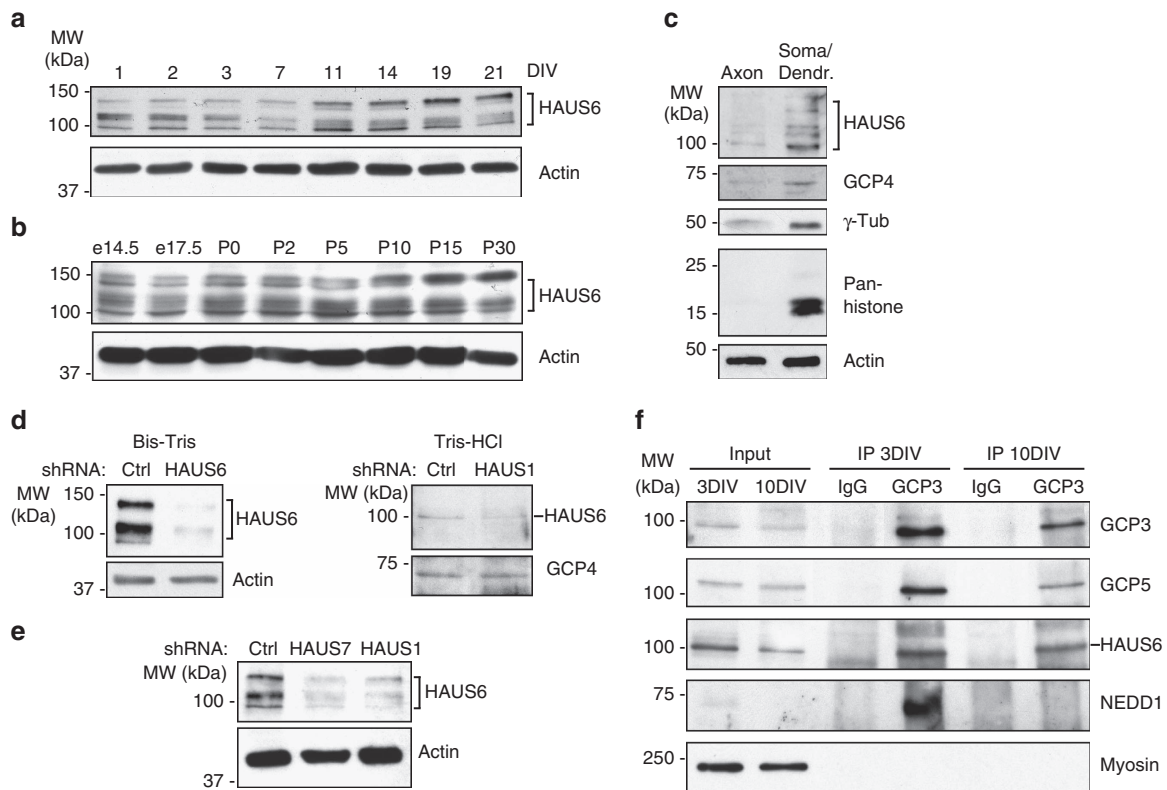 a
MW
(kDa)
1 2 3 7 11 14 19 21 DIV
150 -
100 -
HAUS6
37 -
Actin
b
e14.5 e17.5 P0 P2 P5 P10 P15 P30
150 -
100 -
HAUS6
37 -
Actin
c
MW
(kDa)
Axon
Soma/
Dendr.
100 -
HAUS6
75 -
GCP4
50 -
γ-Tub
25 -
15 -
Pan-
histone
50 -
Actin
d
Bis-Tris
shRNA: Ctrl HAUS6
MW
(kDa)
150 -
100 -
HAUS6
37 -
Actin
Tris-HCl
shRNA: Ctrl HAUS1
MW (kDa)
100 -
HAUS6
75 -
GCP4
e
shRNA: Ctrl HAUS7 HAUS1
MW (kDa)
100 -
HAUS6
37 -
Actin
f
MW
(kDa)
Input IP 3DIV IP 10DIV
3DIV 10DIV IgG GCP3 IgG GCP3
100 -
GCP3
100 -
GCP5
100 -
HAUS6
75 -
NEDD1
250 -
Myosin